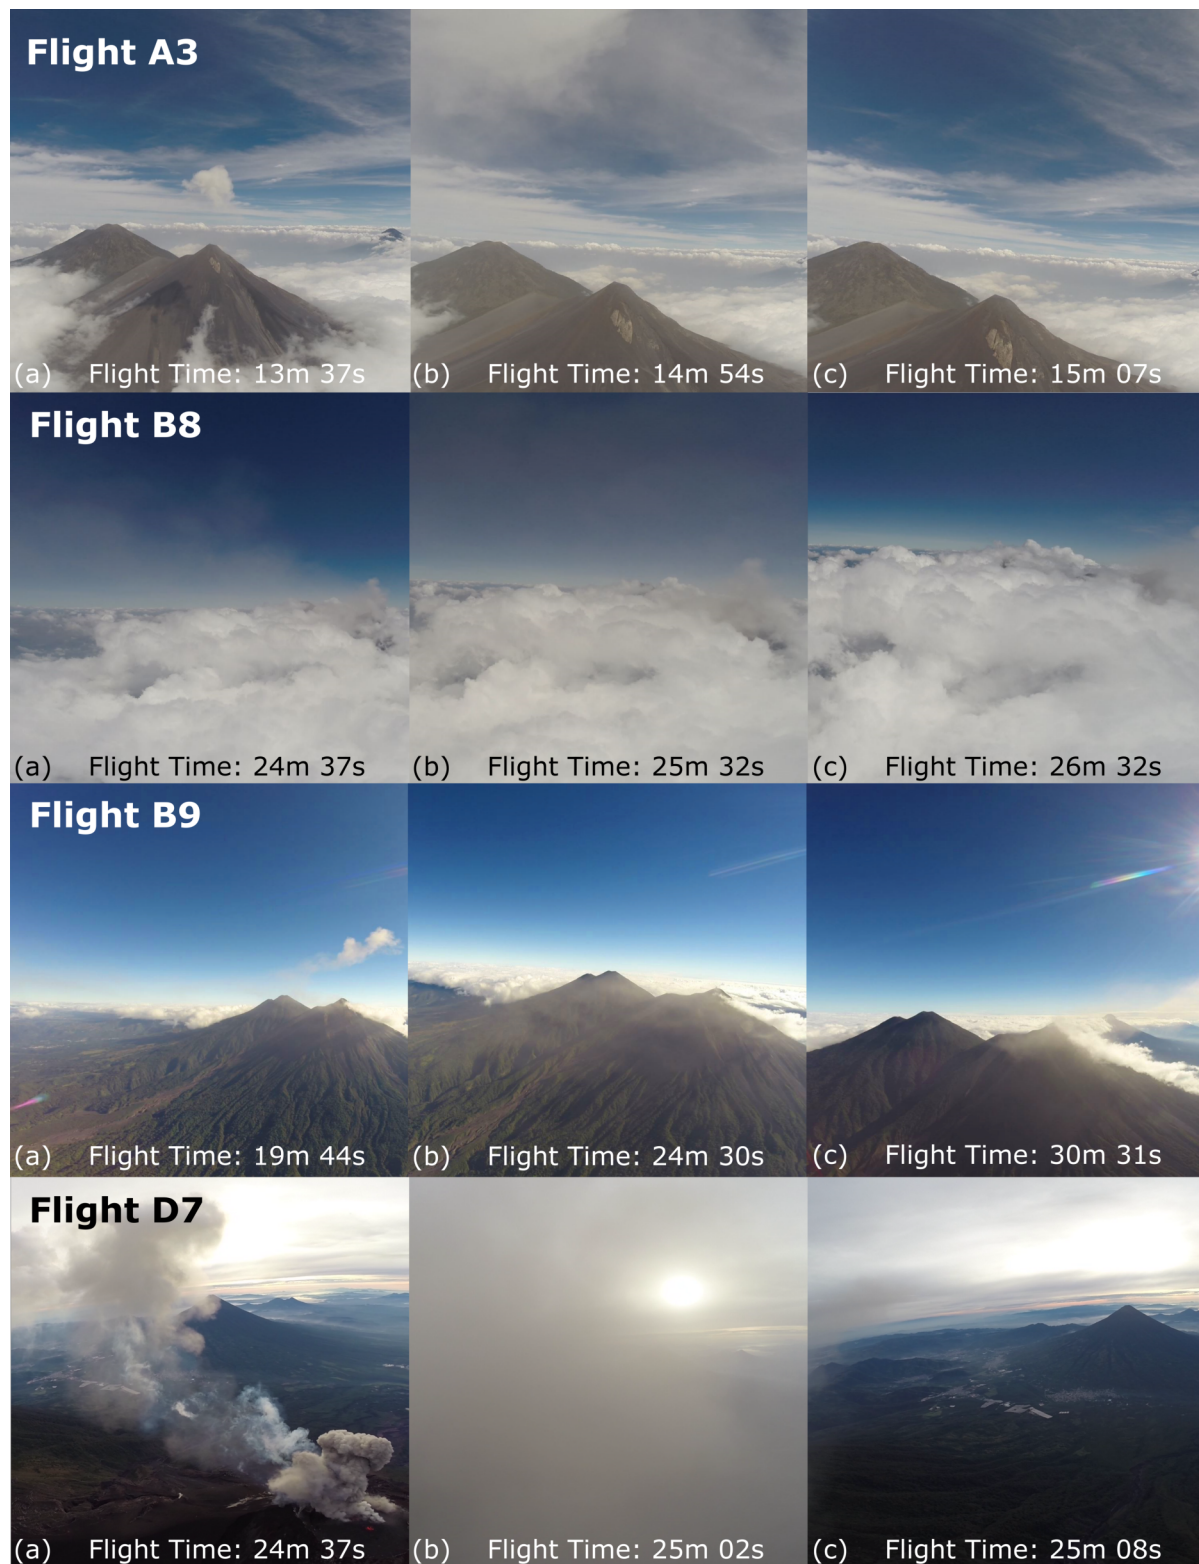 Flight A3
(a) Flight Time: 13m 37s
(b) Flight Time: 14m 54s
(c) Flight Time: 15m 07s
Flight B8
(a) Flight Time: 24m 37s
(b) Flight Time: 25m 32s
(c) Flight Time: 26m 32s
Flight B9
(a) Flight Time: 19m 44s
(b) Flight Time: 24m 30s
(c) Flight Time: 30m 31s
Flight D7
(a) Flight Time: 24m 37s
(b) Flight Time: 25m 02s
(c) Flight Time: 25m 08s